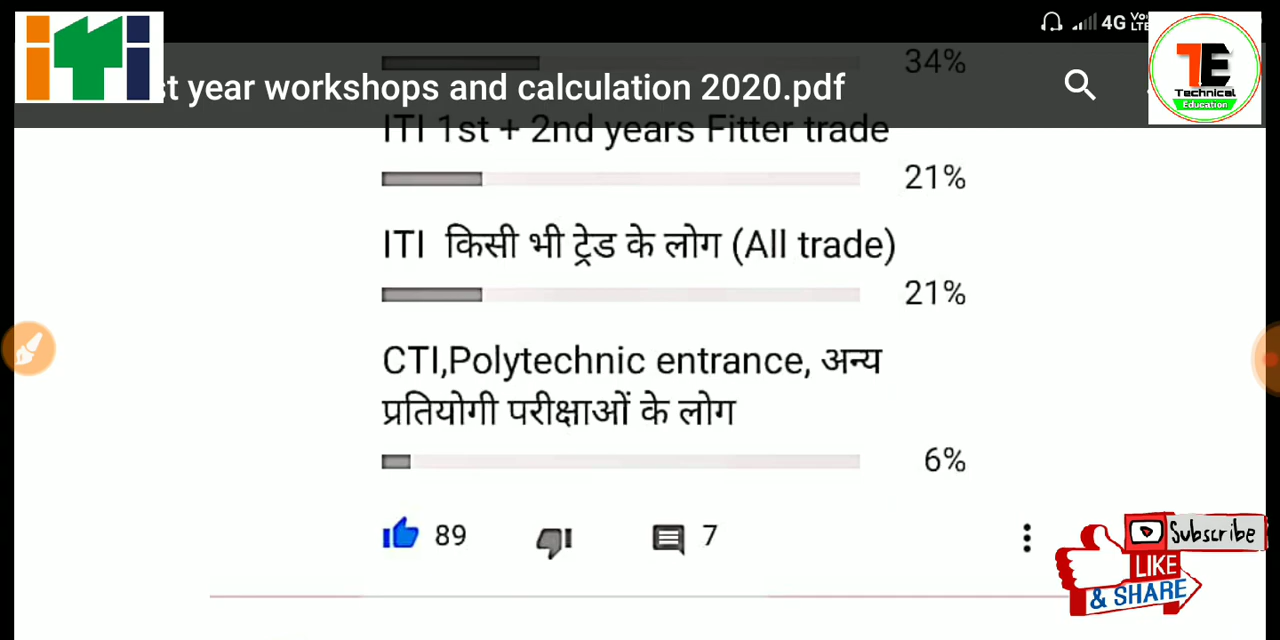 iTi
4G
LTE
TE
Technical
Education
34%
st year workshops and calculation 2020.pdf
ITI 1st + 2nd years Fitter trade
21%
ITI किसी भी ट्रेड के लोग (All trade)
21%
CTI,Polytechnic entrance, अन्य
प्रतियोगी परीक्षाओं के लोग
6%
89
7
Subscribe
LIKE
& SHARE